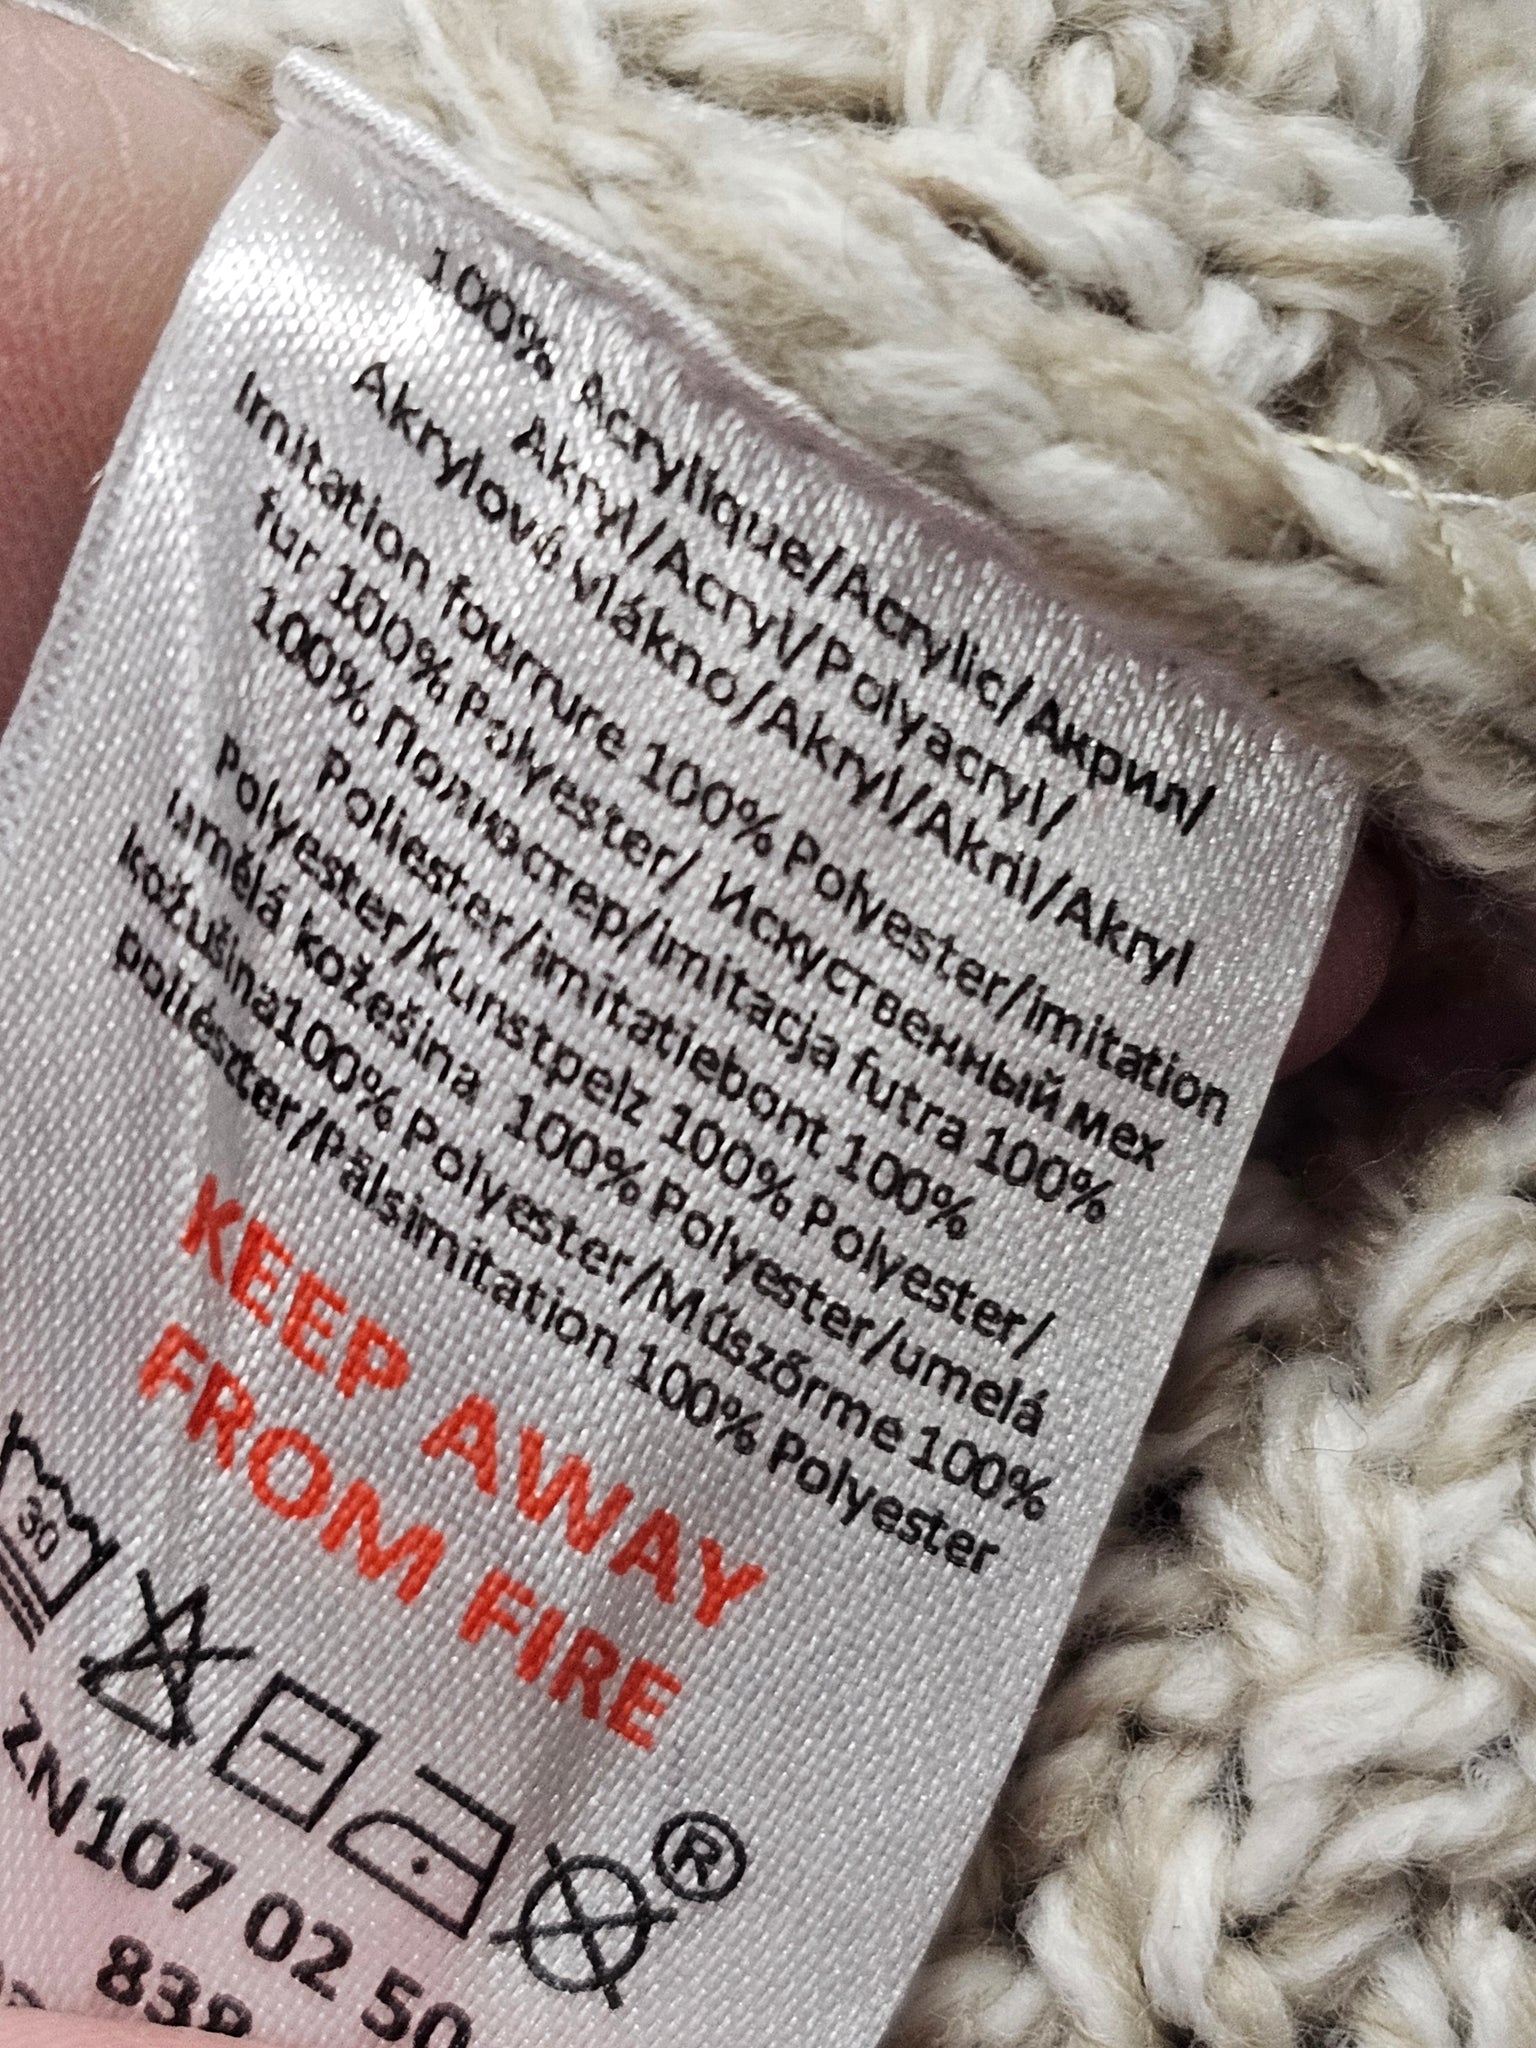 100% Acrylique/Acrylic/Акрил/
Akryl/Acryl/Polyacryl/
Akrylové vlákno/Akryl/Akril/Akryl
Imitation fourrure 100% Polyester/imitation
fur 100% Polyester/ Искуственный мех
100% Полиэстер/imitacja futra 100%
Poliester/imitatiebont 100%
Polyester/Kunstpelz 100% Polyester/
umělá kožešina 100% Polyester/umelá
kožušina100% Polyester/Műszőrme 100%
poliészter/Pälsimitation 100% Polyester
KEEP AWAY
FROM FIRE
30
®
ZN107 02 50
838